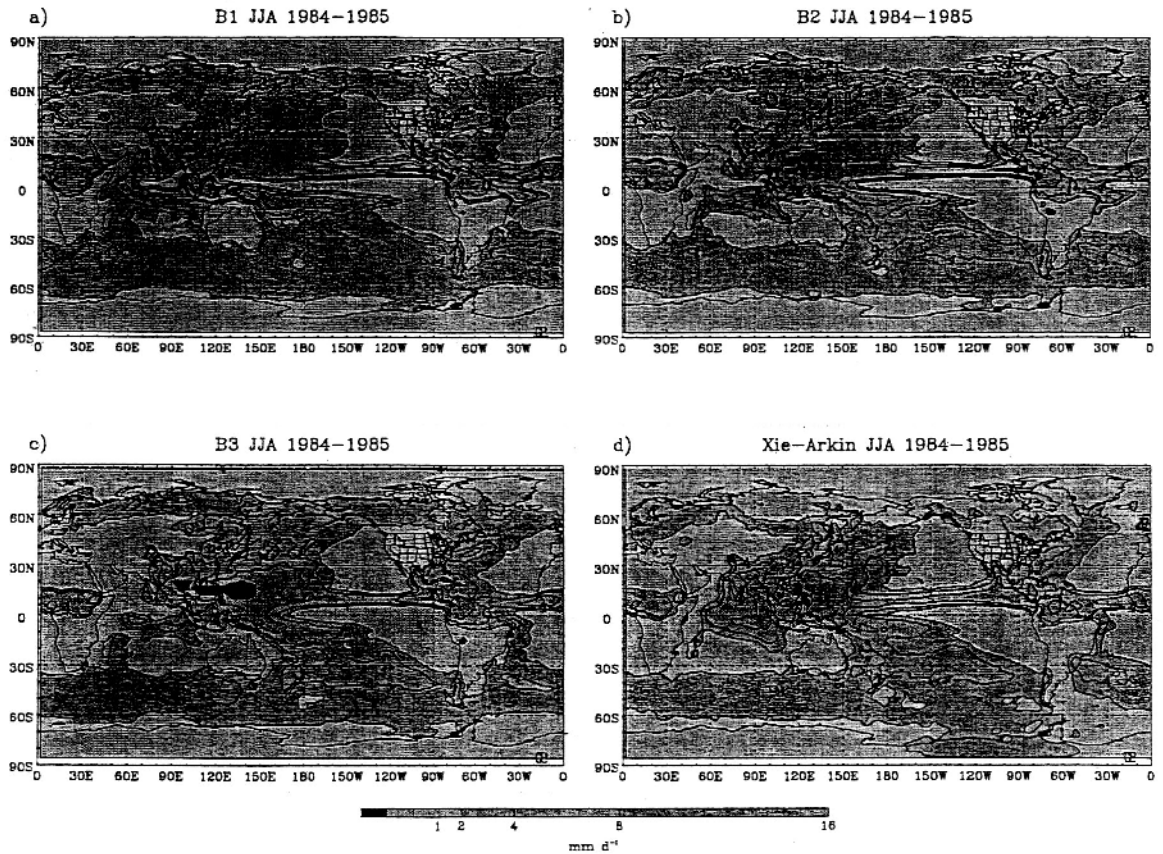 a) B1 JJA 1984-1985
90N
60N
30N
0
30S
60S
90S
0 30E 60E 90E 120E 150E 180 150W 120W 90W 60W 30W 0
b) B2 JJA 1984-1985
90N
60N
30N
0
30S
60S
90S
0 30E 60E 90E 120E 150E 180 150W 120W 90W 60W 30W 0
c) B3 JJA 1984-1985
90N
60N
30N
0
30S
60S
90S
0 30E 60E 90E 120E 150E 180 150W 120W 90W 60W 30W 0
d) Xie-Arkin JJA 1984-1985
90N
60N
30N
0
30S
60S
90S
0 30E 60E 90E 120E 150E 180 150W 120W 90W 60W 30W 0
1 2 4 8 16
mm d⁻¹